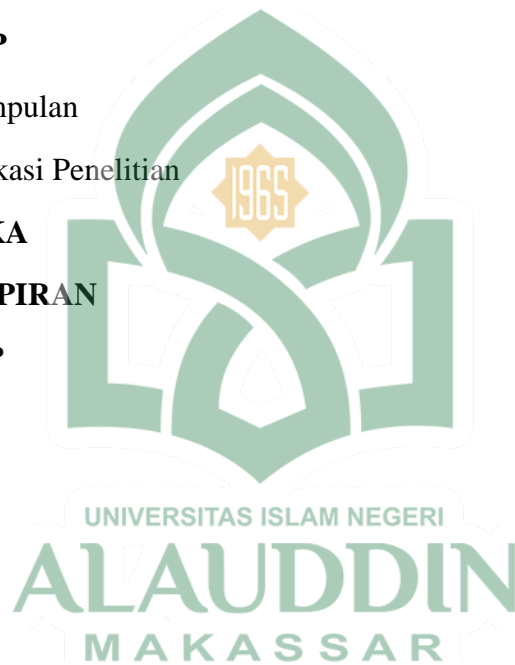 P
npulan
kasi Penelitian
KA
PIRAN
P
1965
UNIVERSITAS ISLAM NEGERI
ALAUDDIN
MAKASSAR